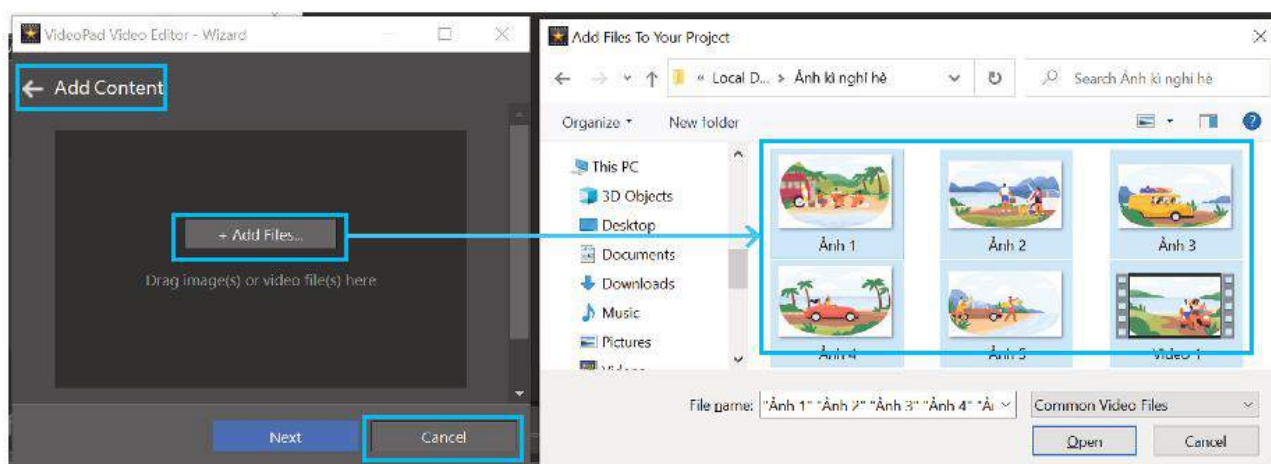 VideoPad Video Editor - Wizard
Add Content
+ Add Files...
Drag image(s) or video file(s) here
Next
Cancel
Add Files To Your Project
« Local D... > Ảnh kì nghỉ hè
Search Ảnh kì nghỉ hè
Organize
New folder
This PC
3D Objects
Desktop
Documents
Downloads
Music
Pictures
Videos
Ảnh 1
Ảnh 2
Ảnh 3
Ảnh 4
Ảnh 5
Video 1
File name: "Ảnh 1" "Ảnh 2" "Ảnh 3" "Ảnh 4" "Ả
Common Video Files
Open
Cancel